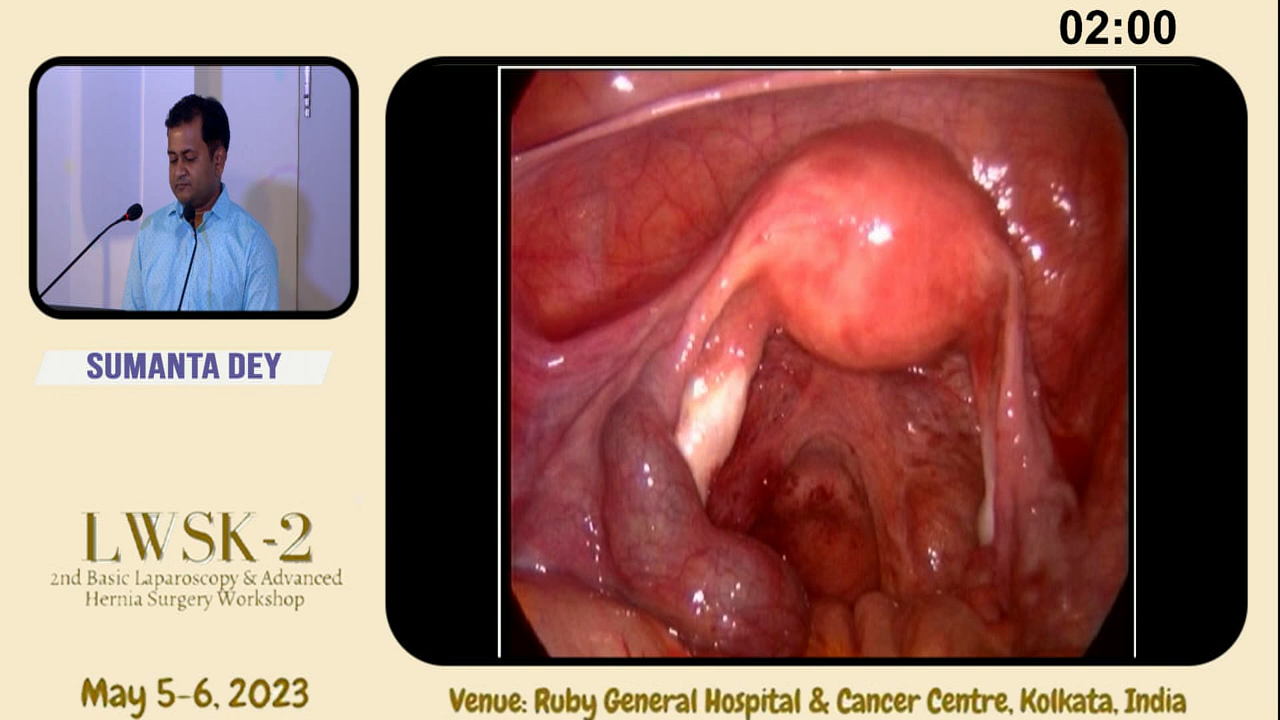 02:00
SUMANTA DEY
LWSK-2
2nd Basic Laparoscopy & Advanced
Hernia Surgery Workshop
May 5-6, 2023
Venue: Ruby General Hospital & Cancer Centre, Kolkata, India